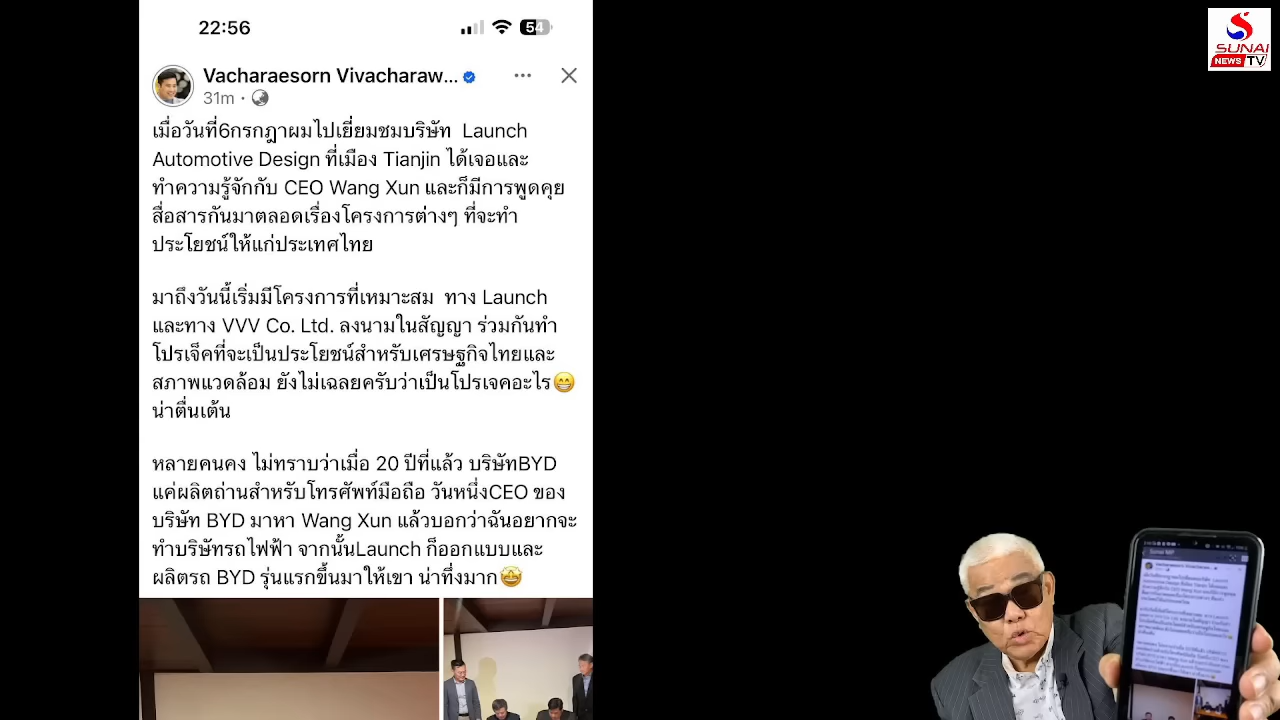 22:56
54
Vacharaesorn Vivacharaw...
31m ·
เมื่อวันที่6กรกฎาผมไปเยี่ยมชมบริษัท Launch
Automotive Design ที่เมือง Tianjin ได้เจอและ
ทำความรู้จักกับ CEO Wang Xun และก็มีการพูดคุย
สื่อสารกันมาตลอดเรื่องโครงการต่างๆ ที่จะทำ
ประโยชน์ให้แก่ประเทศไทย
มาถึงวันนี้เริ่มมีโครงการที่เหมาะสม ทาง Launch
และทาง VVV Co. Ltd. ลงนามในสัญญา ร่วมกันทำ
โปรเจ็คที่จะเป็นประโยชน์สำหรับเศรษฐกิจไทยและ
สภาพแวดล้อม ยังไม่เฉลยครับว่าเป็นโปรเจคอะไร😁
น่าตื่นเต้น
หลายคนคง ไม่ทราบว่าเมื่อ 20 ปีที่แล้ว บริษัทBYD
แค่ผลิตถ่านสำหรับโทรศัพท์มือถือ วันหนึ่งCEO ของ
บริษัท BYD มาหา Wang Xun แล้วบอกว่าฉันอยากจะ
ทำบริษัทรถไฟฟ้า จากนั้นLaunch ก็ออกแบบและ
ผลิตรถ BYD รุ่นแรกขึ้นมาให้เขา น่าทึ่งมาก🤩
SUNAI
NEWS TV